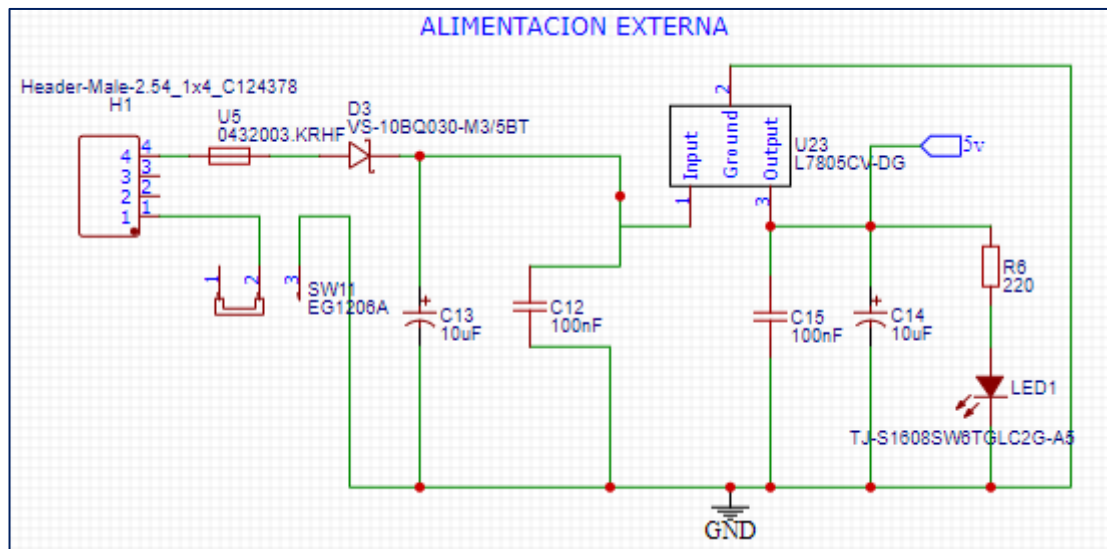 ALIMENTACION EXTERNA
Header-Male-2.54_1x4_C124378
H1
U5
0432003.KRHF
D3
VS-10BQ030-M3/5BT
4
4
3
3
2
2
1
1
2
Input
Ground
Output
U23
L7805CV-DG
5v
1
3
1
2
3
SW11
EG1206A
C13
10uF
C12
100nF
C15
100nF
C14
10uF
R6
220
LED1
TJ-S1608SW6TGLC2G-A5
GND